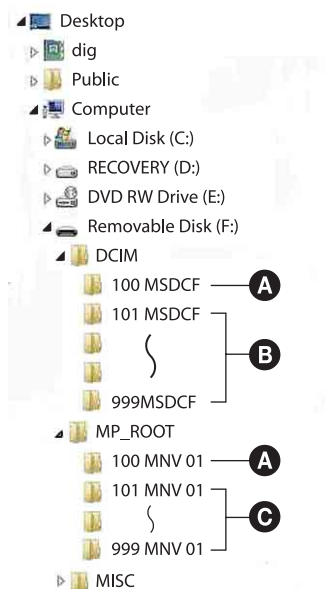 Desktop
dig
Public
Computer
Local Disk (C:)
RECOVERY (D:)
DVD RW Drive (E:)
Removable Disk (F:)
DCIM
100 MSDCF A
101 MSDCF
B
999MSDCF
MP_ROOT
100 MNV 01 A
101 MNV 01
C
999 MNV 01
MISC